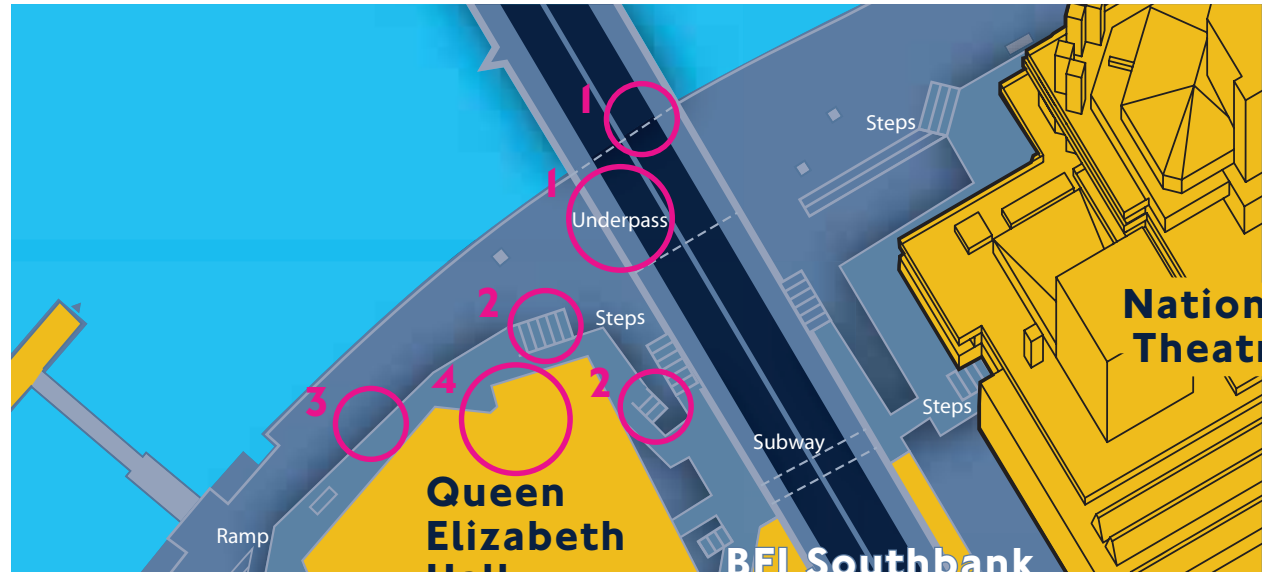 1
Steps
1
Underpass
2
Steps
Nation
Theatr
4
3
2
Steps
Subway
Queen
Elizabeth
Ramp
BFI Southbank